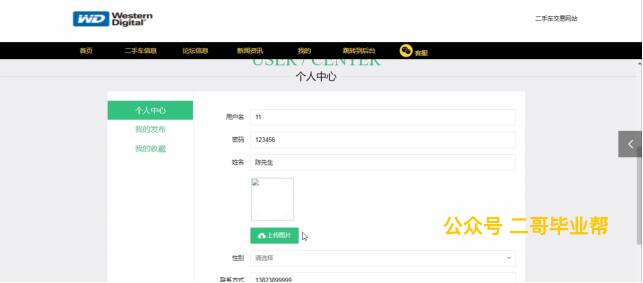 WD Western Digital
二手车交易网站
首页 二手车信息 论坛信息 新闻资讯 我的 跳转到后台 客服
USER / CENTER
个人中心
个人中心
我的发布
我的收藏
用户名 11
密码 123456
姓名 陈先生
上传图片
公众号 二哥毕业帮
性别 请选择
联系方式 13823899999